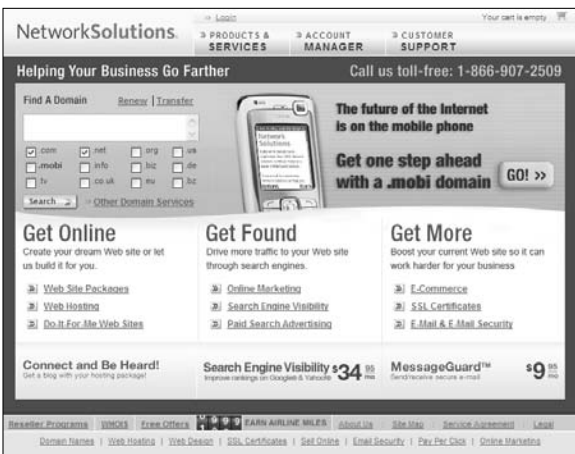 Login
Your cart is empty
NetworkSolutions.
PRODUCTS & SERVICES
ACCOUNT MANAGER
CUSTOMER SUPPORT
Helping Your Business Go Farther
Call us toll-free: 1-866-907-2509
Find A Domain
Renew | Transfer
.com .net org us
.mobi info biz de
tv co.uk eu bz
Search
Other Domain Services
Network Solutions
The future of the Internet
is on the mobile phone
Get one step ahead
with a .mobi domain
GO! >>
Get Online
Create your dream Web site or let
us build it for you.
Web Site Packages
Web Hosting
Do It For Me Web Sites
Get Found
Drive more traffic to your Web site
through search engines.
Online Marketing
Search Engine Visibility
Paid Search Advertising
Get More
Boost your current Web site so it can
work harder for your business
E-Commerce
SSL Certificates
E-Mail & E-Mail Security
Connect and Be Heard!
Get a blog with your hosting package!
Search Engine Visibility $34.95 mo
Improve rankings on Google & Yahoo!
MessageGuard™ $9.95 mo
Send/receive secure e-mail
Reseller Programs WHOIS Free Offers EARN AIRLINE MILES About Us | Site Map | Service Agreement | Legal
Domain Names | Web Hosting | Web Design | SSL Certificates | Sell Online | Email Security | Pay Per Click | Online Marketing